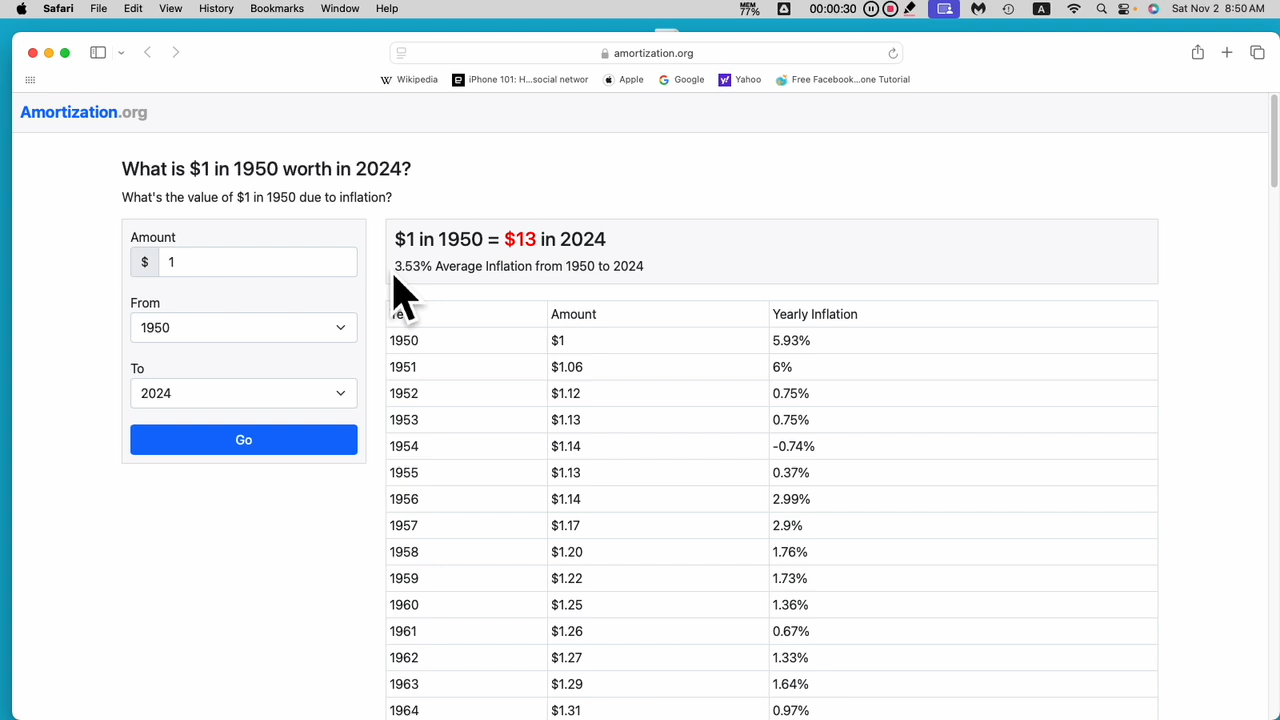 Safari File Edit View History Bookmarks Window Help MEM 77% 00:00:30 A Sat Nov 2 8:50 AM
amortization.org
W Wikipedia iPhone 101: H...social networ Apple Google Yahoo Free Facebook...one Tutorial
Amortization.org
What is $1 in 1950 worth in 2024?
What's the value of $1 in 1950 due to inflation?
Amount
$ 1
From
1950
To
2024
Go
$1 in 1950 = $13 in 2024
3.53% Average Inflation from 1950 to 2024
Amount Yearly Inflation
1950 $1 5.93%
1951 $1.06 6%
1952 $1.12 0.75%
1953 $1.13 0.75%
1954 $1.14 -0.74%
1955 $1.13 0.37%
1956 $1.14 2.99%
1957 $1.17 2.9%
1958 $1.20 1.76%
1959 $1.22 1.73%
1960 $1.25 1.36%
1961 $1.26 0.67%
1962 $1.27 1.33%
1963 $1.29 1.64%
1964 $1.31 0.97%